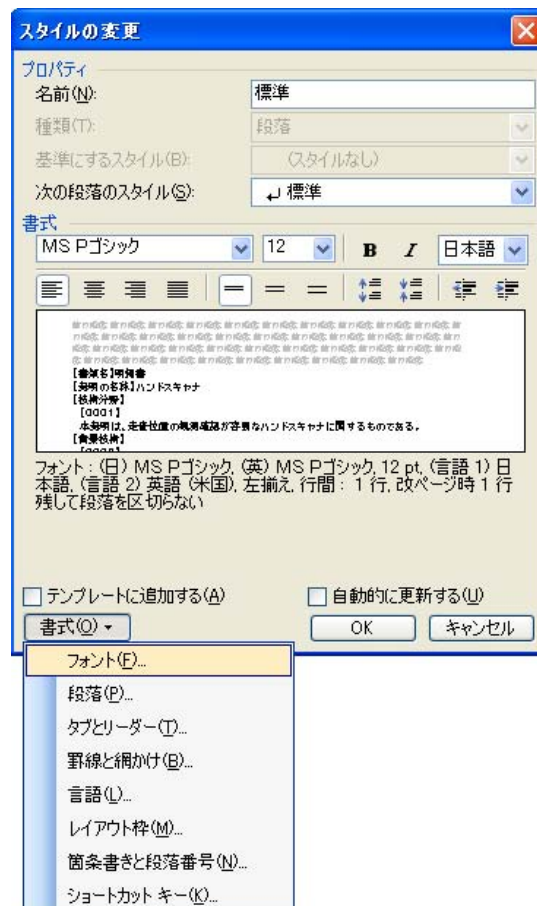 スタイルの変更
プロパティ
名前(N): 標準
種類(T): 段落
基準にするスタイル(B): (スタイルなし)
次の段落のスタイル(S): ↵ 標準
書式
MS Pゴシック 12 B I 日本語
【書類名】明細書
【発明の名称】ハンドスキャナ
【技術分野】
【0001】
本発明は、走査位置の観測確認が容易なハンドスキャナに関するものである。
【背景技術】
フォント : (日) MS Pゴシック, (英) MS Pゴシック, 12 pt, (言語 1) 日
本語, (言語 2) 英語 (米国), 左揃え, 行間 : 1 行, 改ページ時 1 行
残して段落を区切らない
テンプレートに追加する(A) 自動的に更新する(U)
書式(O) OK キャンセル
フォント(F)...
段落(P)...
タブとリーダー(T)...
罫線と網かけ(B)...
言語(L)...
レイアウト枠(M)...
箇条書きと段落番号(N)...
ショートカット キー(K)...